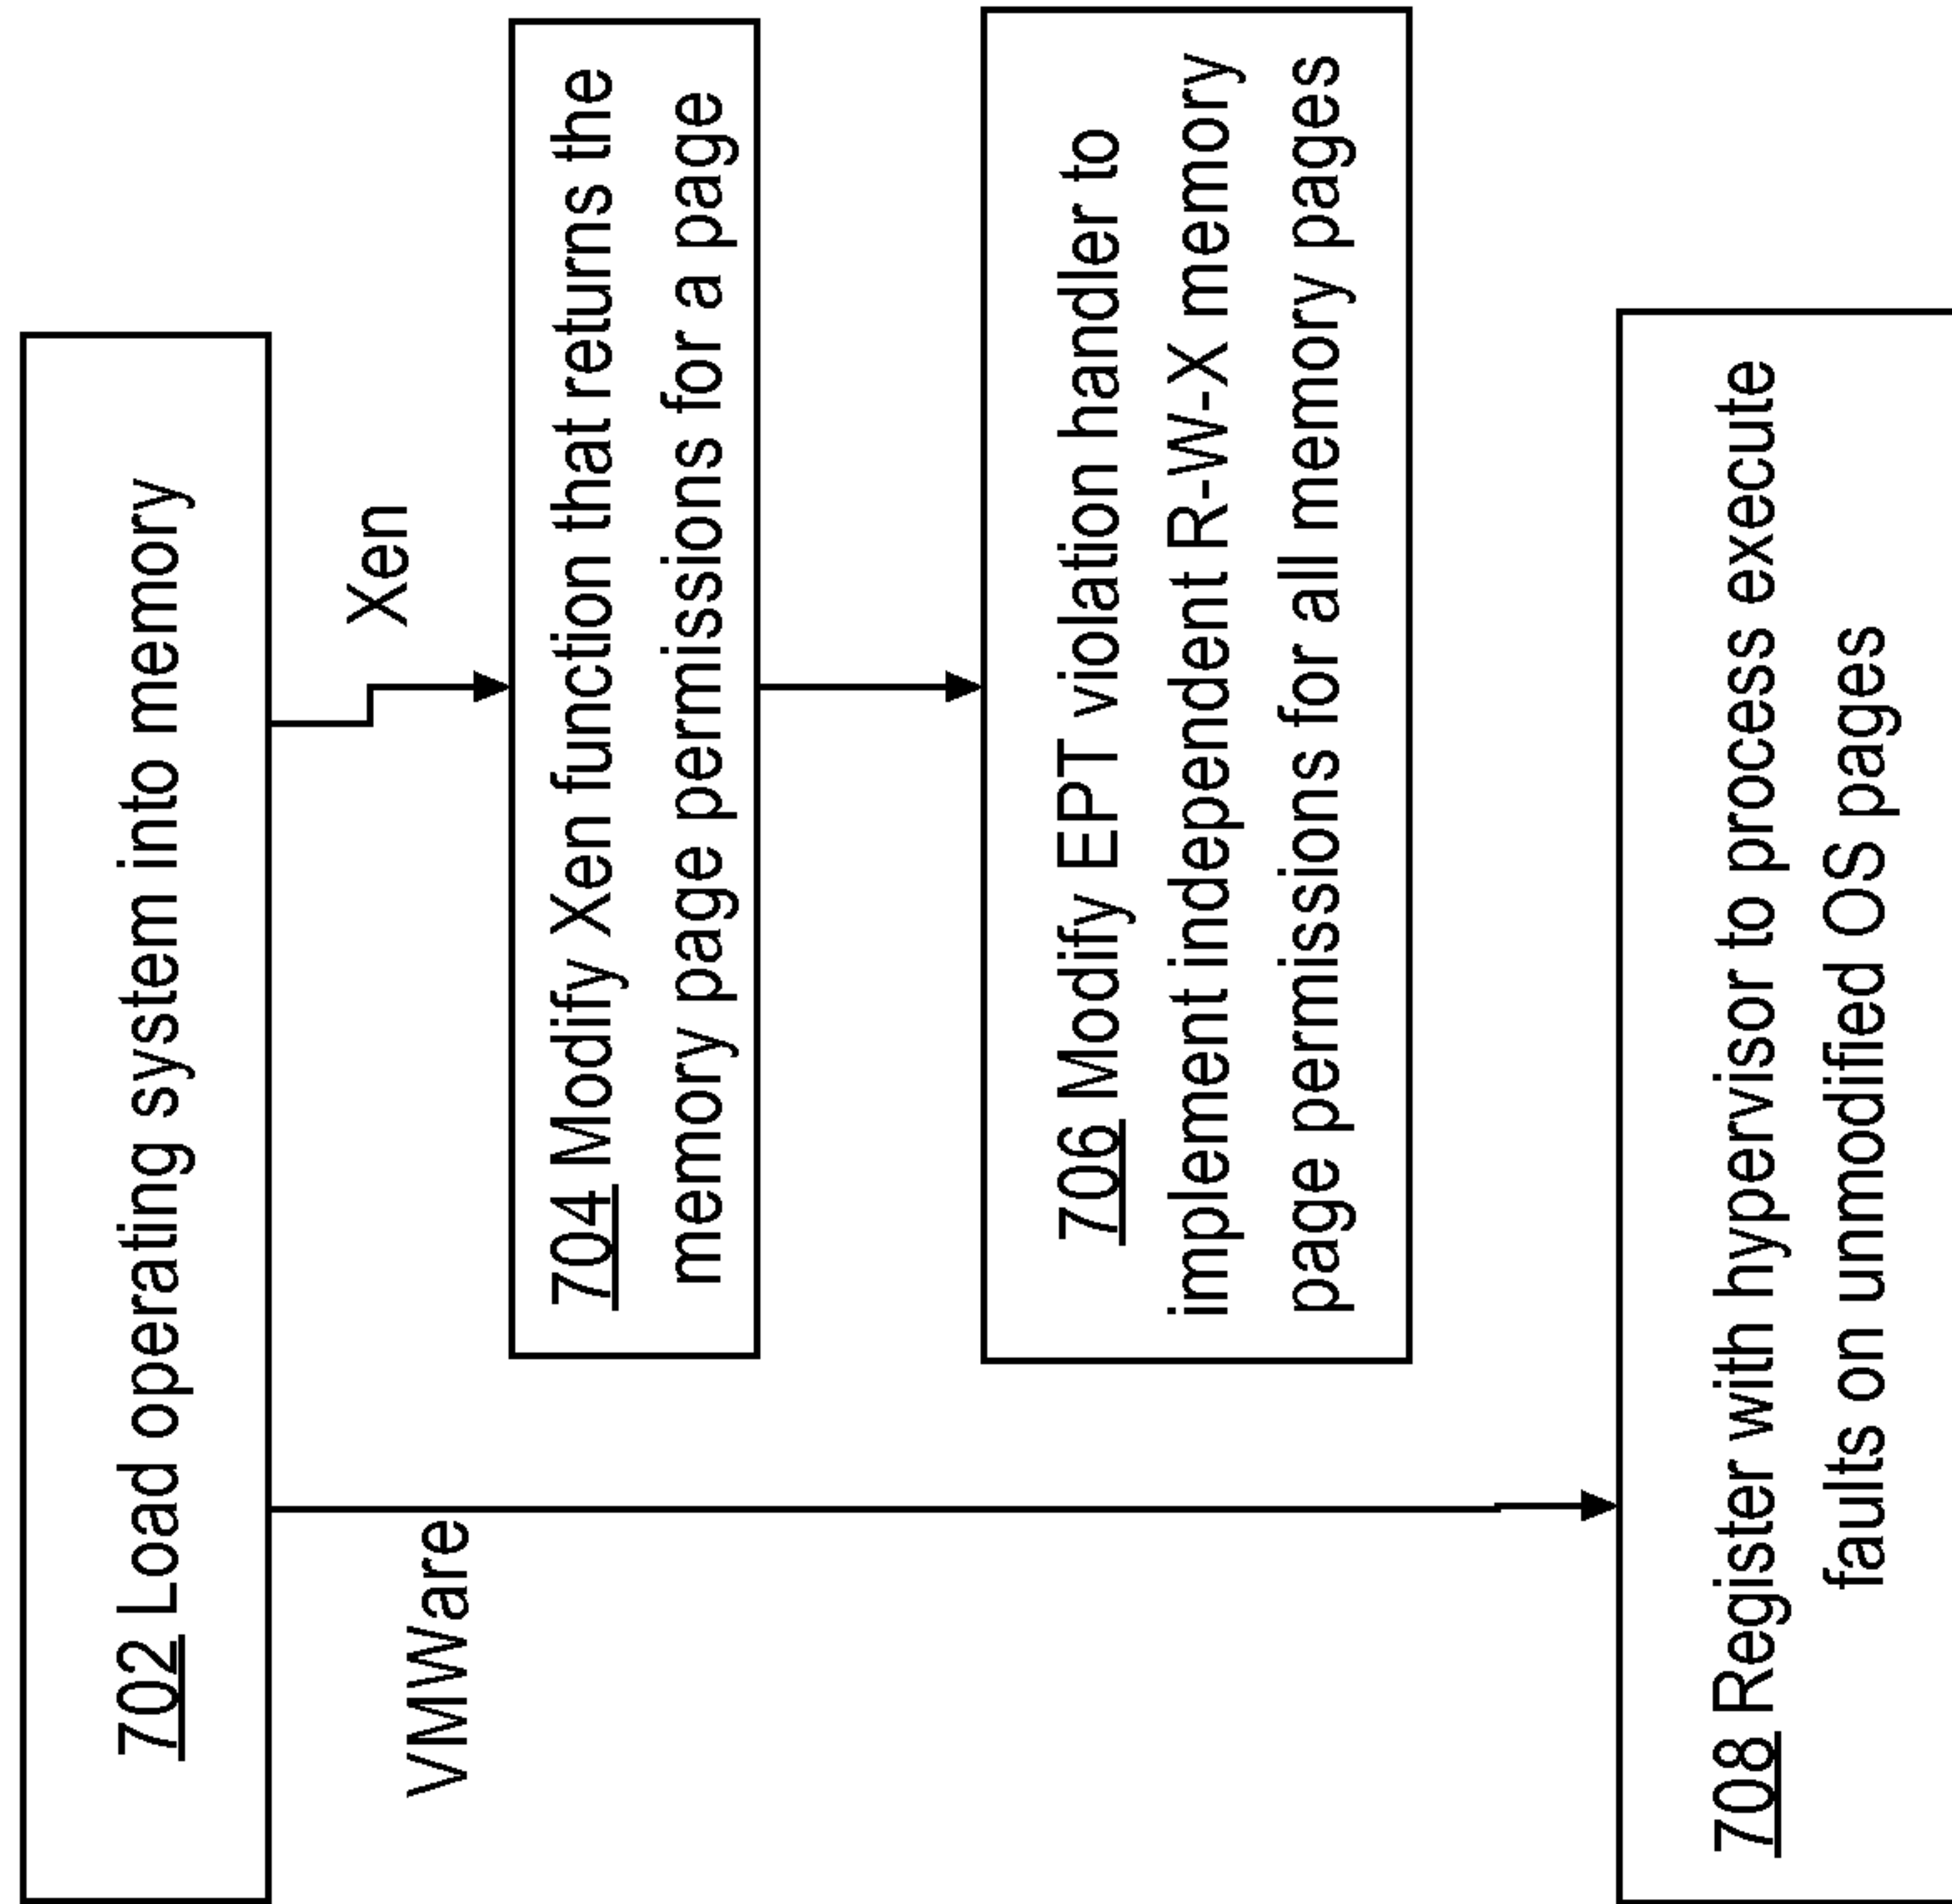 702 Load operating system into memory
Xen
VMWare
704 Modify Xen function that returns the
memory page permissions for a page
706 Modify EPT violation handler to
implement independent R-W-X memory
page permissions for all memory pages
708 Register with hypervisor to process execute
faults on unmodified OS pages